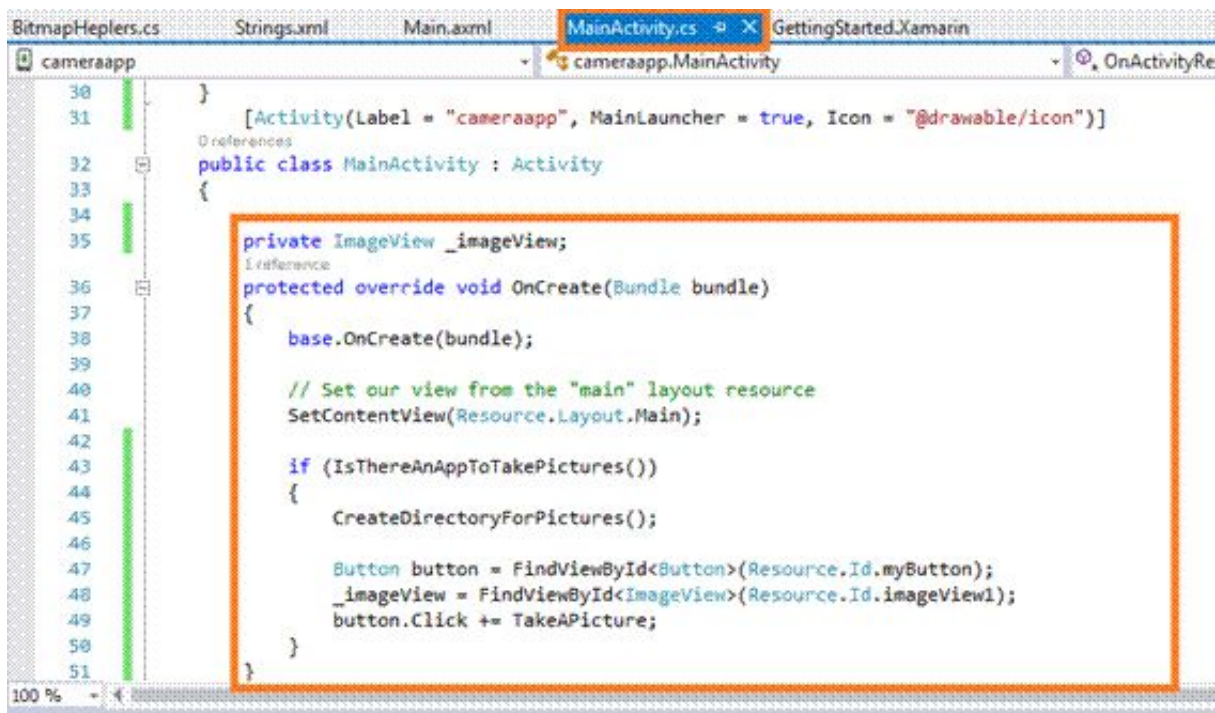 BitmapHeplers.cs Strings.xml Main.axml MainActivity.cs GettingStarted.Xamarin
cameraapp cameraapp.MainActivity OnActivityRe
30 }
31 [Activity(Label = "cameraapp", MainLauncher = true, Icon = "@drawable/icon")]
0 references
32 public class MainActivity : Activity
33 {
34
35 private ImageView _imageView;
1 reference
36 protected override void OnCreate(Bundle bundle)
37 {
38 base.OnCreate(bundle);
39
40 // Set our view from the "main" layout resource
41 SetContentView(Resource.Layout.Main);
42
43 if (IsThereAnAppToTakePictures())
44 {
45 CreateDirectoryForPictures();
46
47 Button button = FindViewById<Button>(Resource.Id.myButton);
48 _imageView = FindViewById<ImageView>(Resource.Id.imageView1);
49 button.Click += TakeAPicture;
50 }
51 }
100 %